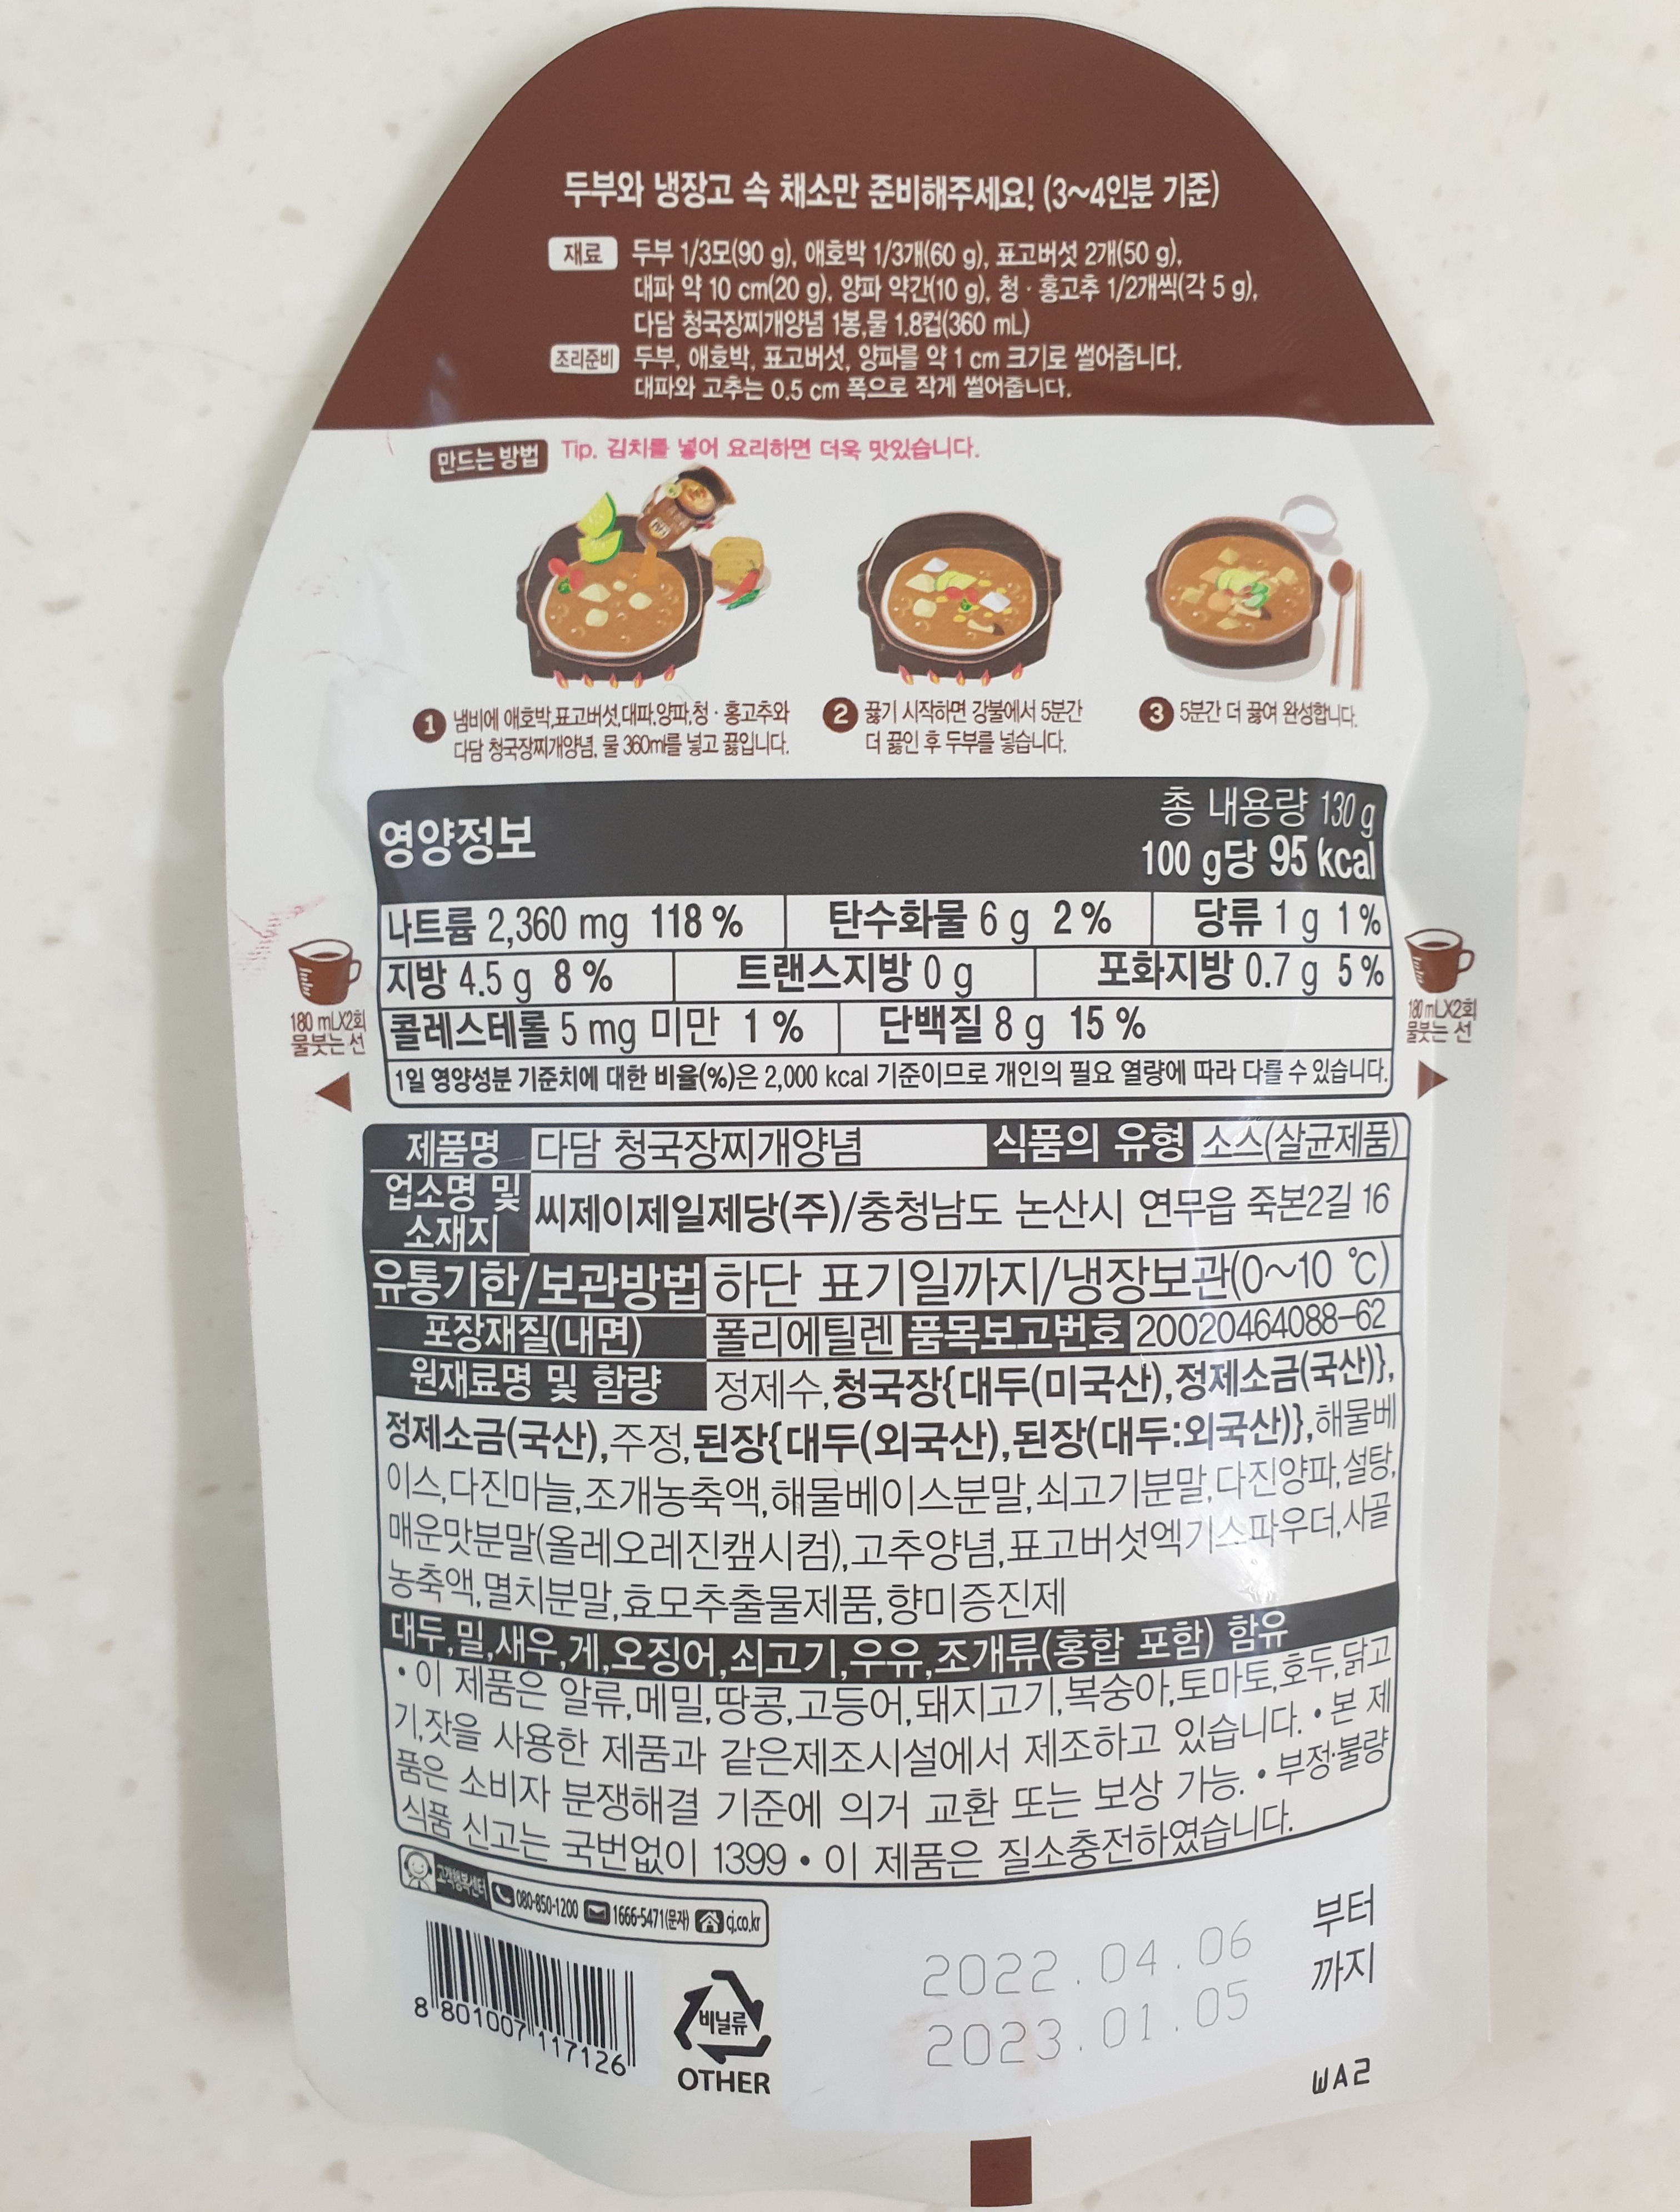 두부와 냉장고 속 채소만 준비해주세요! (3~4인분 기준)
재료 두부 1/3모(90 g), 애호박 1/3개(60 g), 표고버섯 2개(50 g),
대파 약 10 cm(20 g), 양파 약간(10 g), 청·홍고추 1/2개씩(각 5 g),
다담 청국장찌개양념 1봉,물 1.8컵(360 mL)
조리준비 두부, 애호박, 표고버섯, 양파를 약 1 cm 크기로 썰어줍니다.
대파와 고추는 0.5 cm 폭으로 작게 썰어줍니다.
만드는 방법 Tip. 김치를 넣어 요리하면 더욱 맛있습니다.
1 냄비에 애호박,표고버섯,대파,양파,청·홍고추와
다담 청국장찌개양념, 물 360ml를 넣고 끓입니다.
2 끓기 시작하면 강불에서 5분간
더 끓인 후 두부를 넣습니다.
3 5분간 더 끓여 완성합니다.
영양정보
총 내용량 130 g
100 g당 95 kcal
나트륨 2,360 mg 118 % 탄수화물 6 g 2 % 당류 1 g 1 %
지방 4.5 g 8 % 트랜스지방 0 g 포화지방 0.7 g 5 %
콜레스테롤 5 mg 미만 1 % 단백질 8 g 15 %
1일 영양성분 기준치에 대한 비율(%)은 2,000 kcal 기준이므로 개인의 필요 열량에 따라 다를 수 있습니다.
180 mLX2회
물붓는 선
180 mLX2회
물붓는 선
제품명 다담 청국장찌개양념 식품의 유형 소스(살균제품)
업소명 및
소재지
씨제이제일제당(주)/충청남도 논산시 연무읍 죽본2길 16
유통기한/보관방법 하단 표기일까지/냉장보관(0~10 ℃)
포장재질(내면) 폴리에틸렌 품목보고번호 20020464088-62
원재료명 및 함량 정제수,청국장{대두(미국산),정제소금(국산)},
정제소금(국산),주정,된장{대두(외국산),된장(대두:외국산)},해물베
이스,다진마늘,조개농축액,해물베이스분말,쇠고기분말,다진양파,설탕,
매운맛분말(올레오레진캪시컴),고추양념,표고버섯엑기스파우더,사골
농축액,멸치분말,효모추출물제품,향미증진제
대두,밀,새우,게,오징어,쇠고기,우유,조개류(홍합 포함) 함유
• 이 제품은 알류,메밀,땅콩,고등어,돼지고기,복숭아,토마토,호두,닭고
기,잣을 사용한 제품과 같은제조시설에서 제조하고 있습니다. • 본 제
품은 소비자 분쟁해결 기준에 의거 교환 또는 보상 가능. • 부정·불량
식품 신고는 국번없이 1399 • 이 제품은 질소충전하였습니다.
고객행복센터 080-850-1200 1666-5471(문자) cj.co.kr
8 801007 117126
비닐류
OTHER
2022.04.06 부터
2023.01.05 까지
WA2